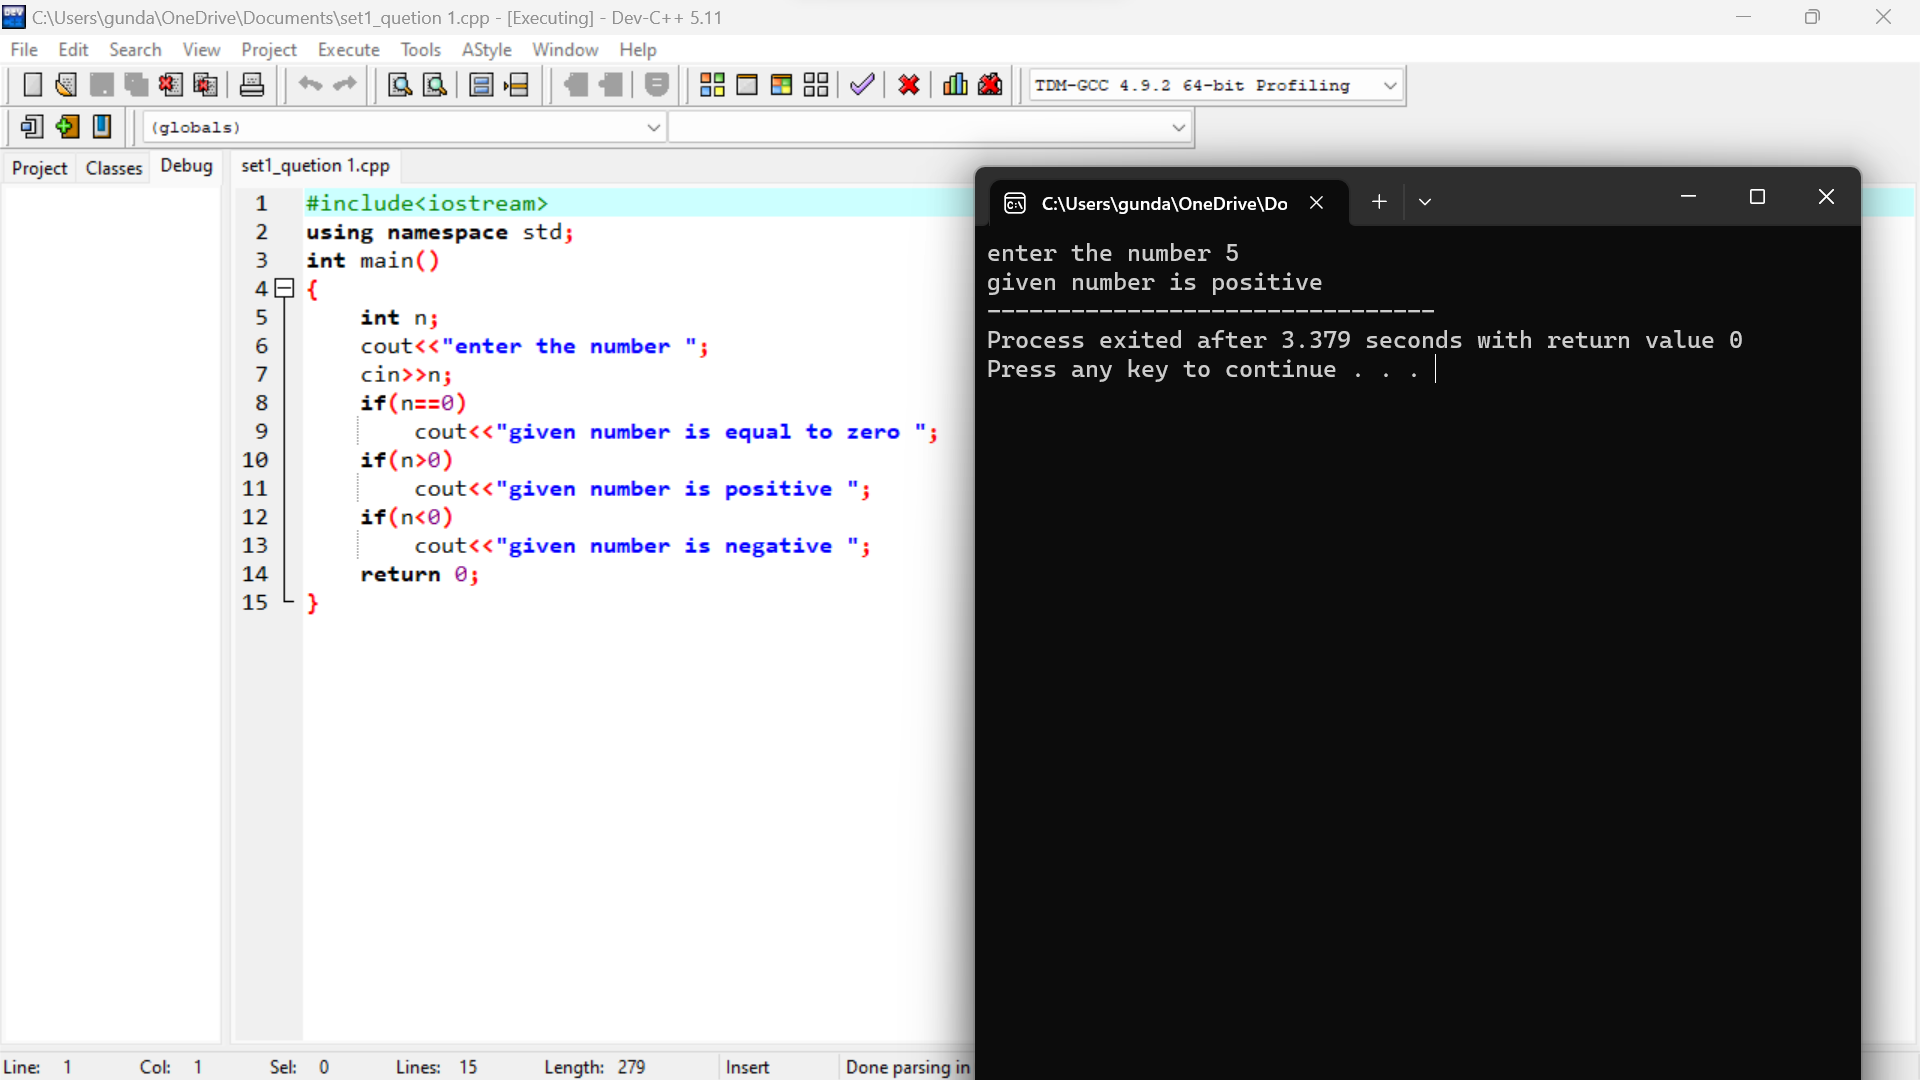 C:\Users\gunda\OneDrive\Documents\set1_quetion 1.cpp - [Executing] - Dev-C++ 5.11
File Edit Search View Project Execute Tools AStyle Window Help
TDM-GCC 4.9.2 64-bit Profiling
(globals)
Project Classes Debug set1_quetion 1.cpp
1 #include<iostream>
2 using namespace std;
3 int main()
4 {
5 int n;
6 cout<<"enter the number ";
7 cin>>n;
8 if(n==0)
9 cout<<"given number is equal to zero ";
10 if(n>0)
11 cout<<"given number is positive ";
12 if(n<0)
13 cout<<"given number is negative ";
14 return 0;
15 }
C:\Users\gunda\OneDrive\Do
enter the number 5
given number is positive
--------------------------------
Process exited after 3.379 seconds with return value 0
Press any key to continue . . .
Line: 1 Col: 1 Sel: 0 Lines: 15 Length: 279 Insert Done parsing in